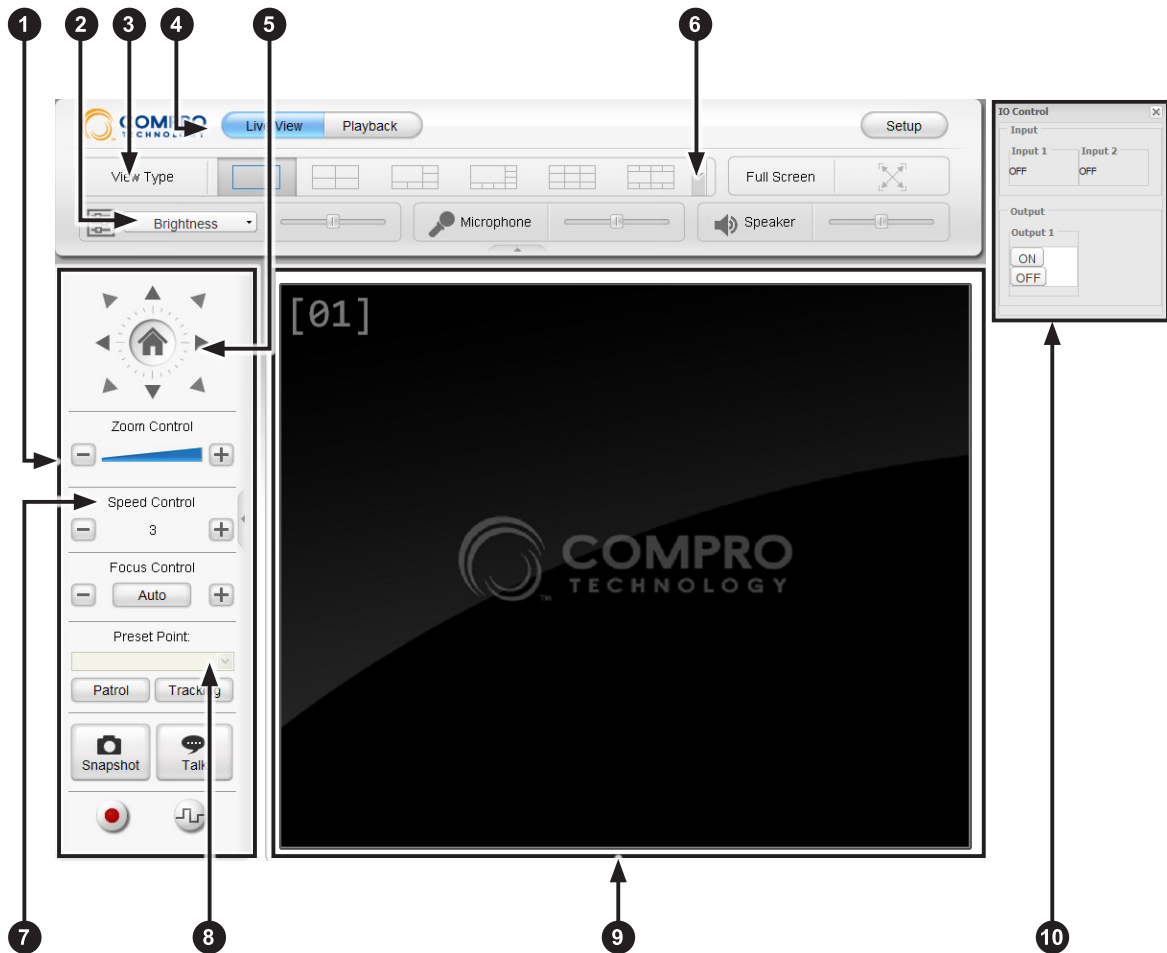 1 2 3 4 5 6
COMPRO
TECHNOLOGY
Live View Playback
Setup
View Type
Full Screen
Brightness
Microphone
Speaker
IO Control
Input
Input 1 Input 2
OFF OFF
Output
Output 1
ON
OFF
[01]
Zoom Control
Speed Control
3
Focus Control
Auto
Preset Point:
Patrol Tracking
Snapshot Talk
COMPRO
TECHNOLOGY
TM
7 8 9 10